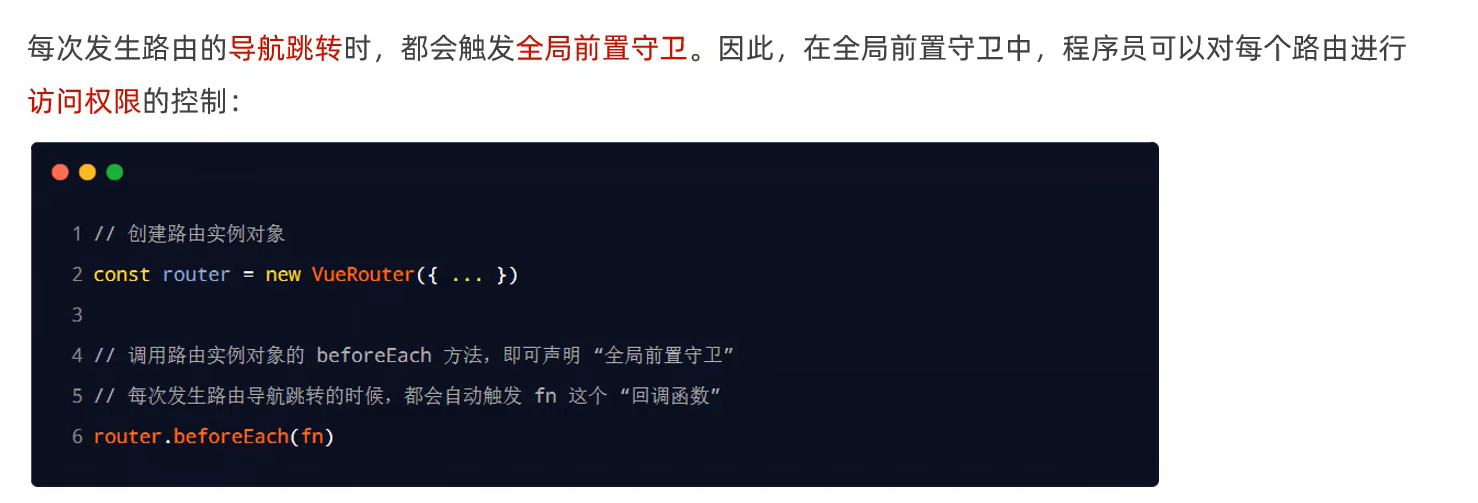 每次发生路由的导航跳转时，都会触发全局前置守卫。因此，在全局前置守卫中，程序员可以对每个路由进行
访问权限的控制：
1 // 创建路由实例对象
2 const router = new VueRouter({ ... })
3
4 // 调用路由实例对象的 beforeEach 方法，即可声明 “全局前置守卫”
5 // 每次发生路由导航跳转的时候，都会自动触发 fn 这个 “回调函数”
6 router.beforeEach(fn)